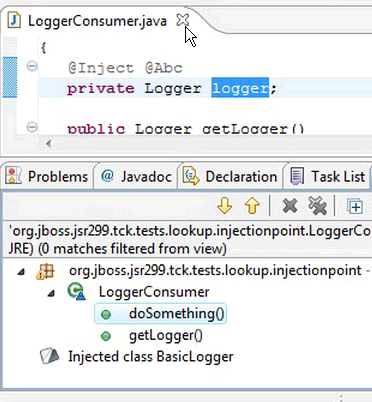 LoggerConsumer.java
{
@Inject @Abc
private Logger logger;
public Logger getLogger()
Problems @ Javadoc Declaration Task List
'org.jboss.jsr299.tck.tests.lookup.injectionpoint.LoggerCo
JRE) (0 matches filtered from view)
org.jboss.jsr299.tck.tests.lookup.injectionpoint -
LoggerConsumer
doSomething()
getLogger()
Injected class BasicLogger